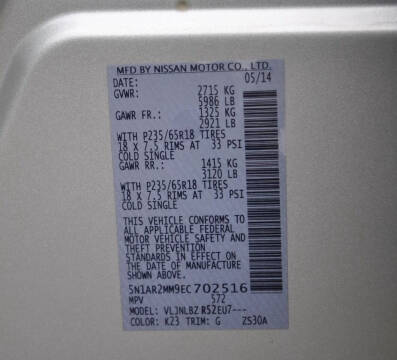 MFD BY NISSAN MOTOR CO., LTD.
DATE: 05/14
GVWR: 2715 KG
5986 LB
GAWR FR.: 1325 KG
2921 LB
WITH P235/65R18 TIRES
18 X 7.5 RIMS AT 33 PSI
COLD SINGLE
GAWR RR.: 1415 KG
3120 LB
WITH P235/65R18 TIRES
18 X 7.5 RIMS AT 33 PSI
COLD SINGLE
THIS VEHICLE CONFORMS TO
ALL APPLICABLE FEDERAL
MOTOR VEHICLE SAFETY AND
THEFT PREVENTION
STANDARDS IN EFFECT ON THE
DATE OF MANUFACTURE
SHOWN ABOVE.
5N1AR2MM9EC702516
MPV 572
MODEL: VLJNLBZ R52EU7---
COLOR: K23 TRIM: G ZS30A